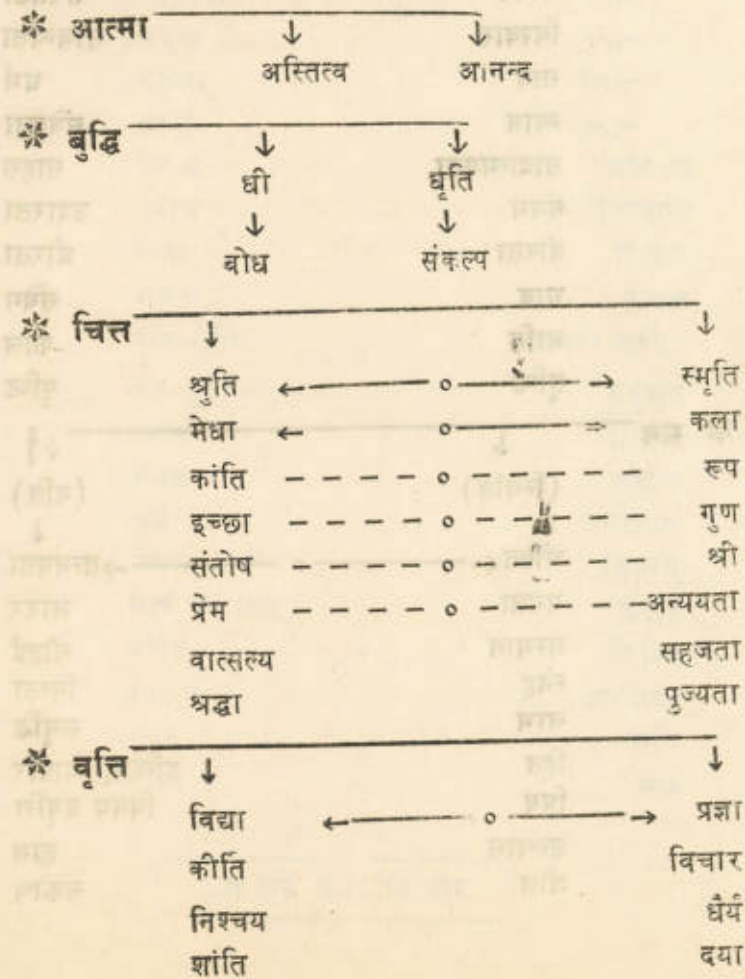 * आत्मा
अस्तित्व आनन्द
* बुद्धि
धी धृति
बोध संकल्प
* चित्त
श्रुति स्मृति
मेधा कला
कांति रूप
इच्छा गुण
संतोष श्री
प्रेम अन्ययता
वात्सल्य सहजता
श्रद्धा पुज्यता
* वृत्ति
विद्या प्रज्ञा
कीर्ति विचार
निश्चय धैर्य
शांति दया